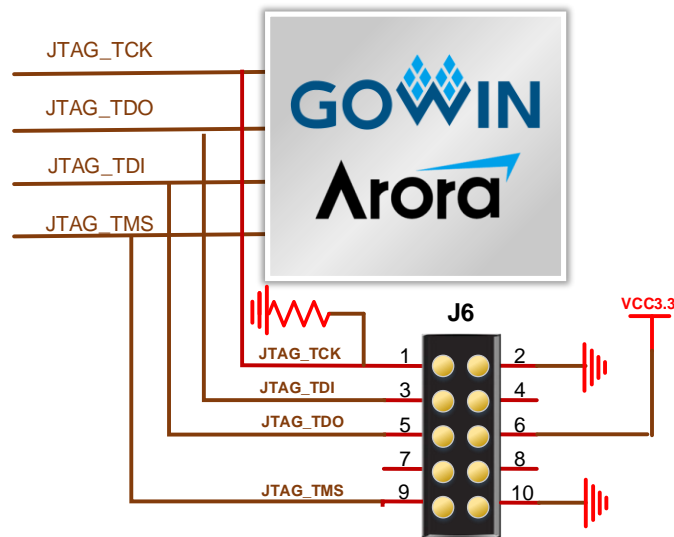 JTAG_TCK
JTAG_TDO
JTAG_TDI
JTAG_TMS
GOWIN
Arora
J6
VCC3.3
JTAG_TCK 1 2
JTAG_TDI 3 4
JTAG_TDO 5 6
7 8
JTAG_TMS 9 10